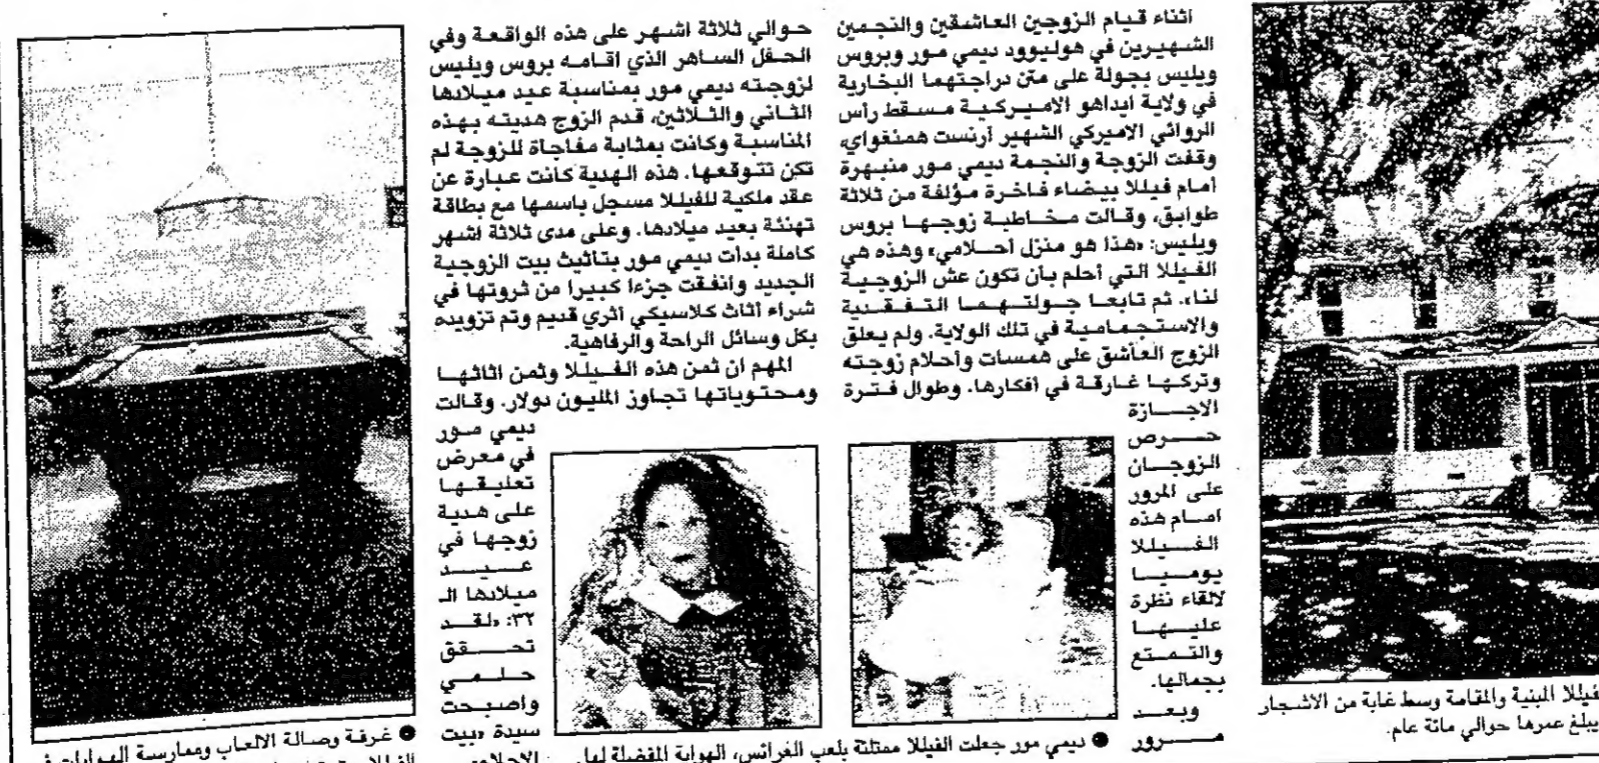 اثناء قيام الزوجين العاشقين والنجمين
الشهيرين في هوليوود ديمي مور وبروس
ويليس بجولة على متن دراجتهما البخارية
في ولاية ايداهو الاميركية مسقط رأس
الروائي الاميركي الشهير أرنست همنغواي،
وقفت الزوجة والنجمة ديمي مور منبهرة
أمام فيللا بيضاء فاخرة مؤلفة من ثلاثة
طوابق، وقالت مخاطبة زوجها بروس
ويليس: «هذا هو منزل أحلامي، وهذه هي
الفيللا التي أحلم بأن تكون عش الزوجية
لنا». ثم تابعا جولتهما التفقدية
والاستجمامية في تلك الولاية. ولم يعلق
الزوج العاشق على همسات وأحلام زوجته
وتركها غارقة في أفكارها. وطوال فترة
الاجازة
حرص
الزوجان
على المرور
امام هذه
الفيللا
يوميا
لالقاء نظرة
عليها
والتمتع
بجمالها.
وبعد
مرور
حوالي ثلاثة اشهر على هذه الواقعة وفي
الحفل الساهر الذي اقامه بروس ويليس
لزوجته ديمي مور بمناسبة عيد ميلادها
الثاني والثلاثين، قدم الزوج هديته بهذه
المناسبة وكانت بمثابة مفاجأة للزوجة لم
تكن تتوقعها. هذه الهدية كانت عبارة عن
عقد ملكية للفيللا مسجل باسمها مع بطاقة
تهنئة بعيد ميلادها. وعلى مدى ثلاثة اشهر
كاملة بدأت ديمي مور بتأثيث بيت الزوجية
الجديد وأنفقت جزءا كبيرا من ثروتها في
شراء أثاث كلاسيكي اثري قديم وتم تزويده
بكل وسائل الراحة والرفاهية.
المهم ان ثمن هذه الفيللا وثمن اثاثها
ومحتوياتها تجاوز المليون دولار. وقالت
ديمي مور
في معرض
تعليقها
على هدية
زوجها في
عيد
ميلادها الـ
٣٢: «لقد
تحقق
حلمي
واصبحت
سيدة «بيت
الاحلام»
فيللا المبنية والمقامة وسط غابة من الاشجار
يبلغ عمرها حوالي مائة عام.
● ديمي مور جعلت الفيللا ممتلئة بلعب العرائس، الهواية المفضلة لها.
● غرفة وصالة الالعاب وممارسة الهوايات في